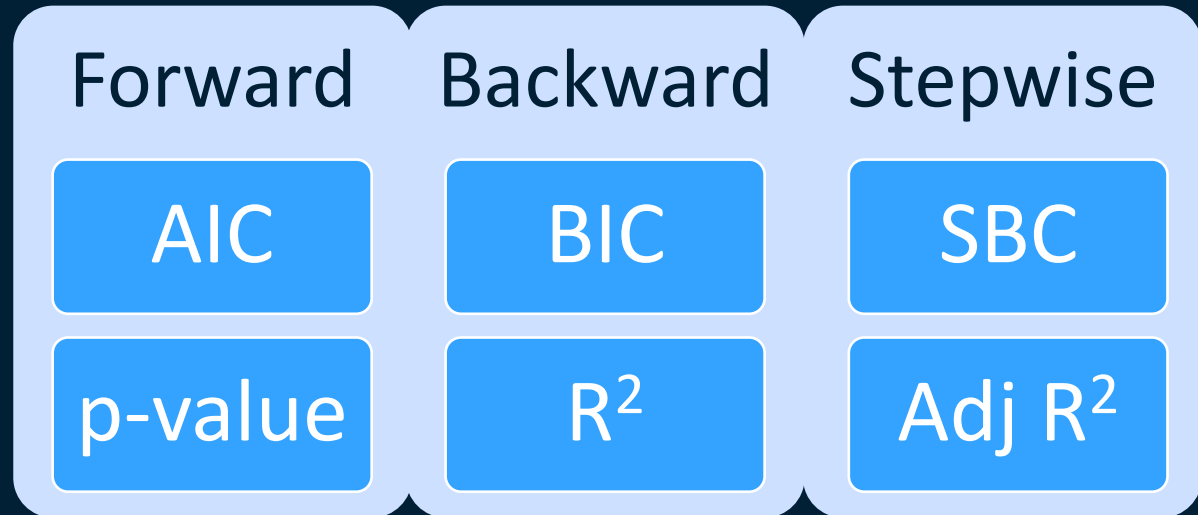 Forward
AIC
p-value
Backward
BIC
R²
Stepwise
SBC
Adj R²